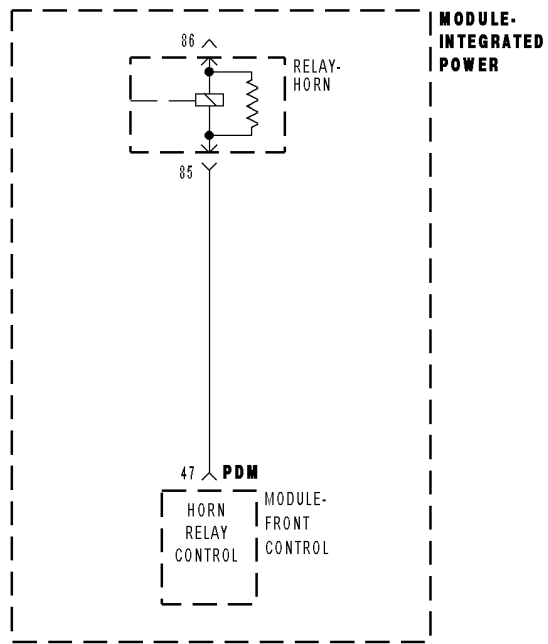 MODULE-
INTEGRATED
POWER
86
RELAY-
HORN
85
47 PDM
HORN
RELAY
CONTROL
MODULE-
FRONT
CONTROL